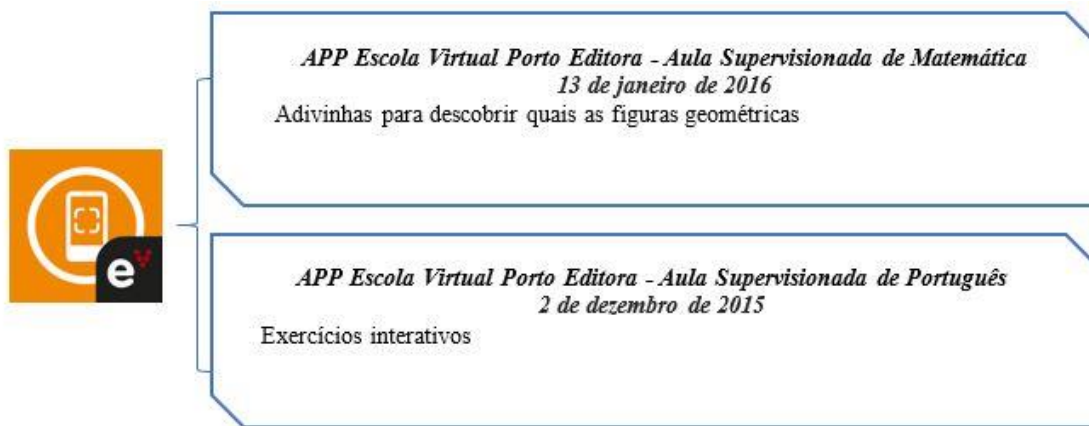 APP Escola Virtual Porto Editora - Aula Supervisionada de Matemática
13 de janeiro de 2016
Adivinhas para descobrir quais as figuras geométricas
ev
APP Escola Virtual Porto Editora - Aula Supervisionada de Português
2 de dezembro de 2015
Exercícios interativos